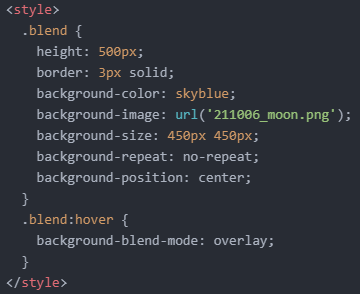 <style>
.blend {
height: 500px;
border: 3px solid;
background-color: skyblue;
background-image: url('211006_moon.png');
background-size: 450px 450px;
background-repeat: no-repeat;
background-position: center;
}
.blend:hover {
background-blend-mode: overlay;
}
</style>